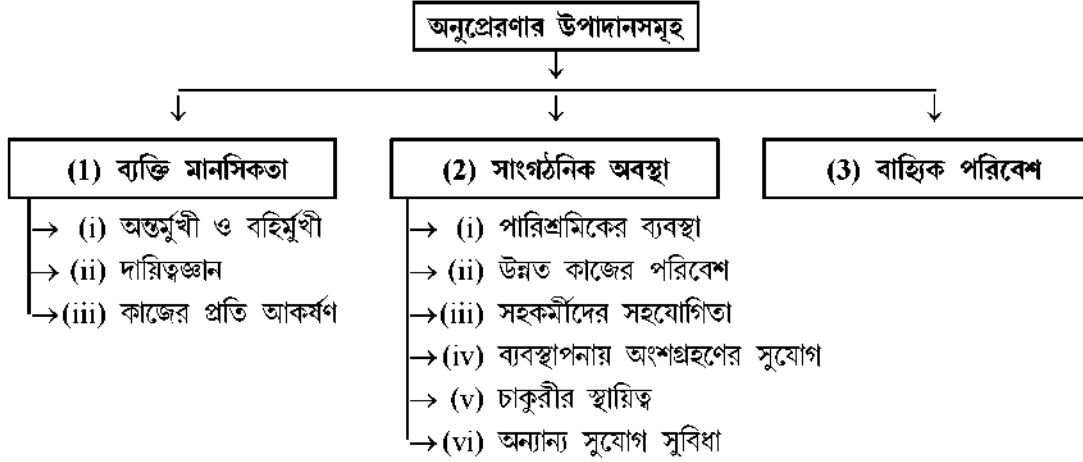 অনুপ্রেরণার উপাদানসমূহ
(1) ব্যক্তি মানসিকতা
(i) অন্তর্মুখী ও বহির্মুখী
(ii) দায়িত্বজ্ঞান
(iii) কাজের প্রতি আকর্ষণ
(2) সাংগঠনিক অবস্থা
(i) পারিশ্রমিকের ব্যবস্থা
(ii) উন্নত কাজের পরিবেশ
(iii) সহকর্মীদের সহযোগিতা
(iv) ব্যবস্থাপনায় অংশগ্রহণের সুযোগ
(v) চাকুরীর স্থায়িত্ব
(vi) অন্যান্য সুযোগ সুবিধা
(3) বাহ্যিক পরিবেশ